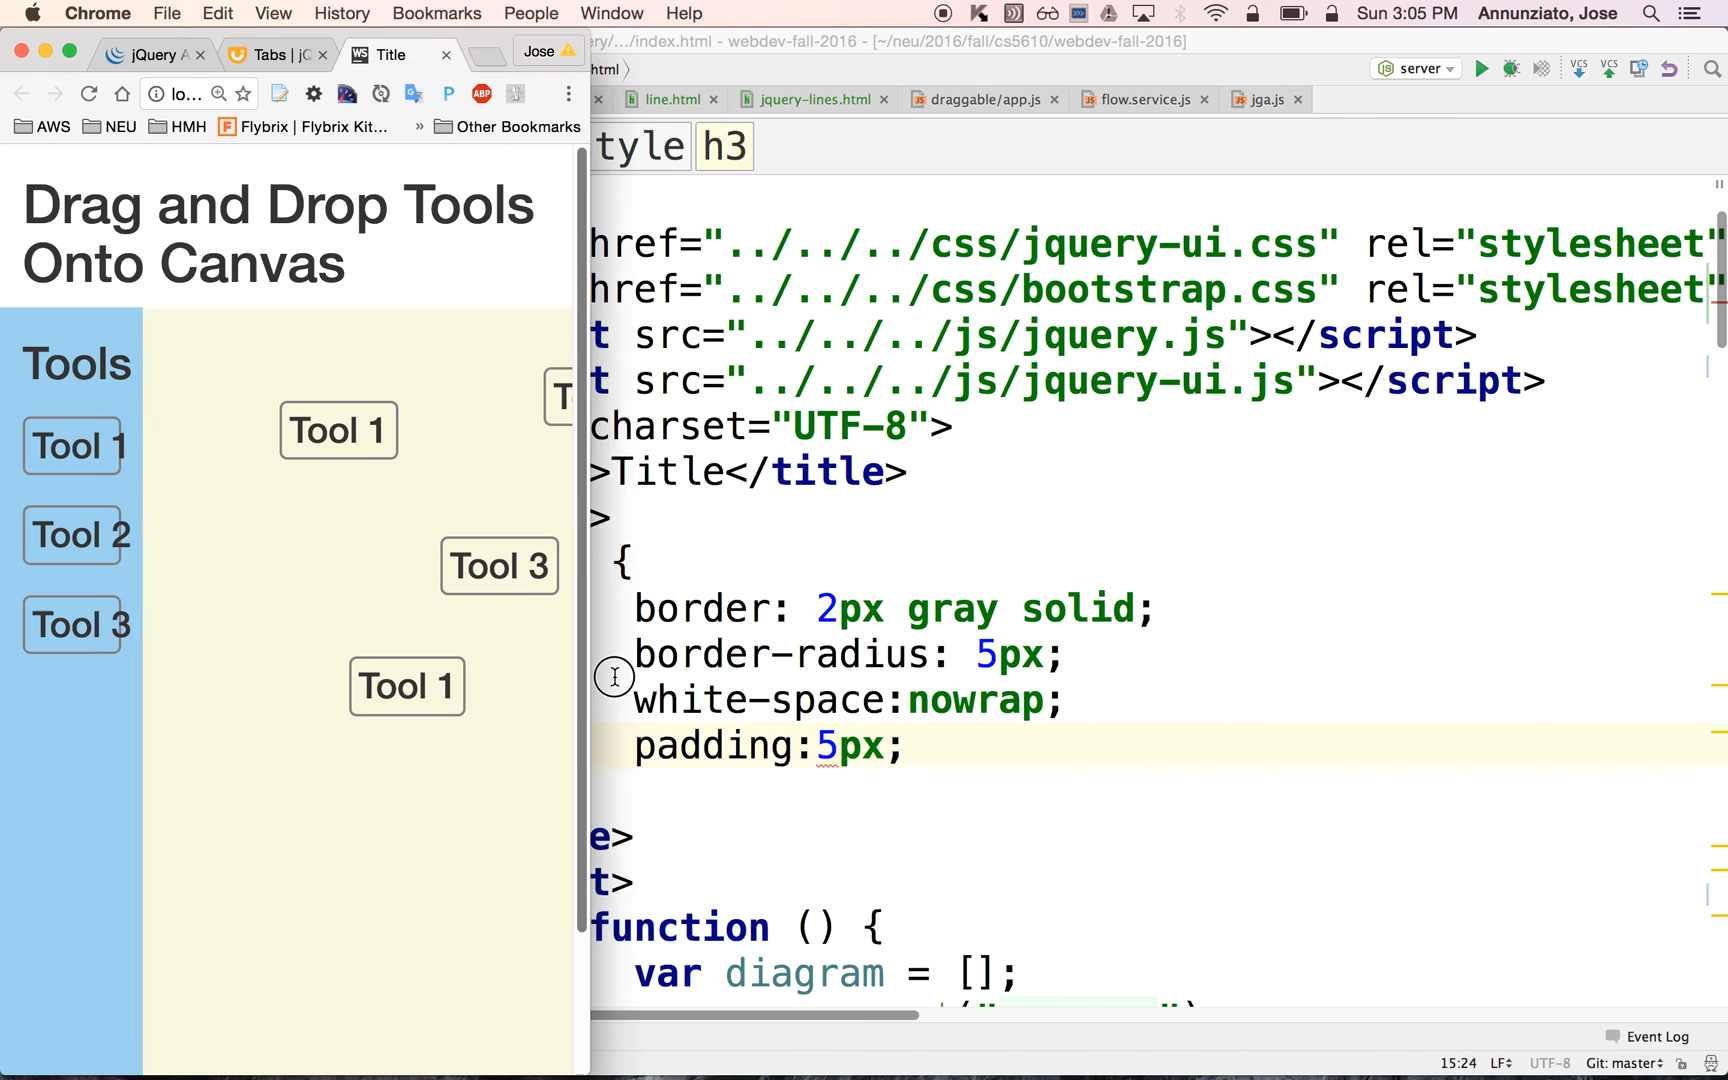 Chrome File Edit View History Bookmarks People Window Help Sun 3:05 PM Annunziato, Jose
jQuery A Tabs | jQ WS Title Jose
ry/.../index.html - webdev-fall-2016 - [~/neu/2016/fall/cs5610/webdev-fall-2016]
html server VCS VCS
lo... P ABP
line.html jquery-lines.html draggable/app.js flow.service.js jga.js
AWS NEU HMH Flybrix | Flybrix Kit... » Other Bookmarks
tyle h3
Drag and Drop Tools
Onto Canvas
Tools
Tool 1
Tool 2
Tool 3
Tool 1
T
Tool 3
Tool 1
href="../../../css/jquery-ui.css" rel="stylesheet"
href="../../../css/bootstrap.css" rel="stylesheet"
t src="../../../js/jquery.js"></script>
t src="../../../js/jquery-ui.js"></script>
charset="UTF-8">
>Title</title>
>
{
border: 2px gray solid;
border-radius: 5px;
white-space:nowrap;
padding:5px;
e>
t>
function () {
var diagram = [];
Event Log
15:24 LF UTF-8 Git: master